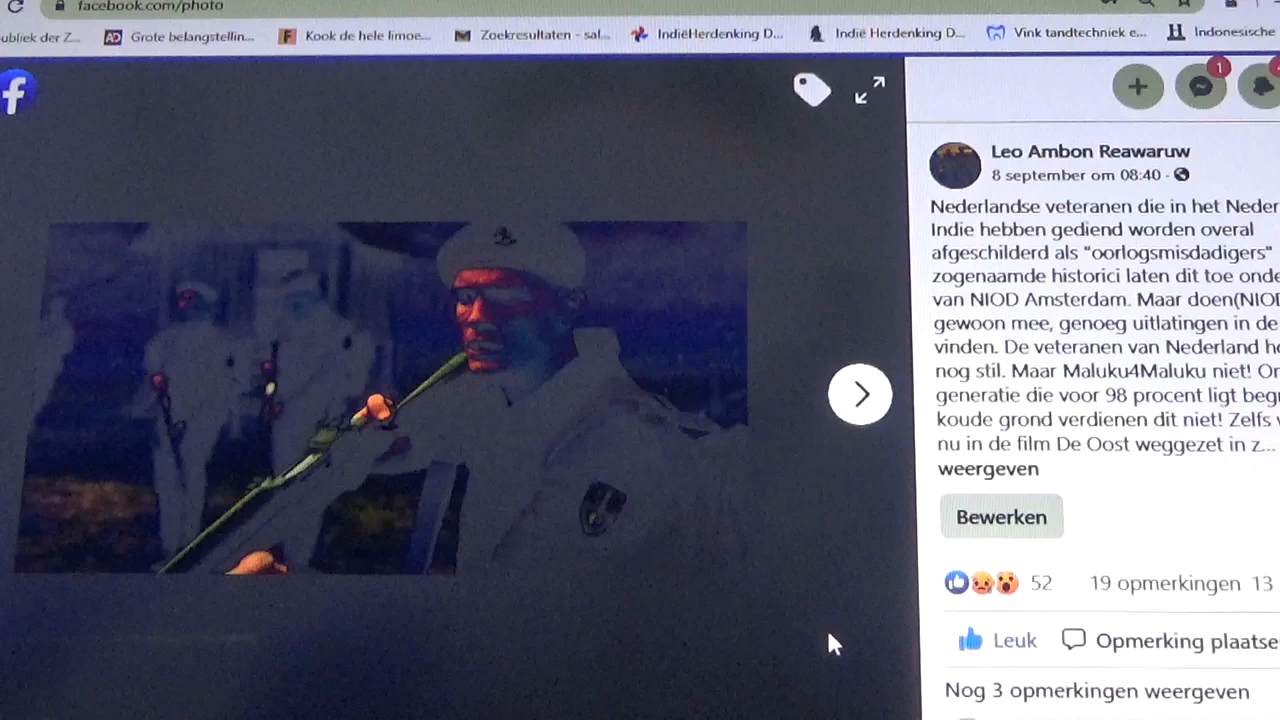 facebook.com/photo
ubliek der Z...
AD Grote belangstellin...
F Kook de hele limoe...
Zoekresultaten - sal...
IndiëHerdenking D...
Indië Herdenking D...
Vink tandtechniek e...
H Indonesische
f
1
Leo Ambon Reawaruw
8 september om 08:40 ·
Nederlandse veteranen die in het Neder
Indie hebben gediend worden overal
afgeschilderd als "oorlogsmisdadigers"
zogenaamde historici laten dit toe onde
van NIOD Amsterdam. Maar doen(NIO
gewoon mee, genoeg uitlatingen in de
vinden. De veteranen van Nederland h
nog stil. Maar Maluku4Maluku niet! Or
generatie die voor 98 procent ligt begr
koude grond verdienen dit niet! Zelfs
nu in de film De Oost weggezet in z...
weergeven
Bewerken
52 19 opmerkingen 13
Leuk Opmerking plaatse
Nog 3 opmerkingen weergeven